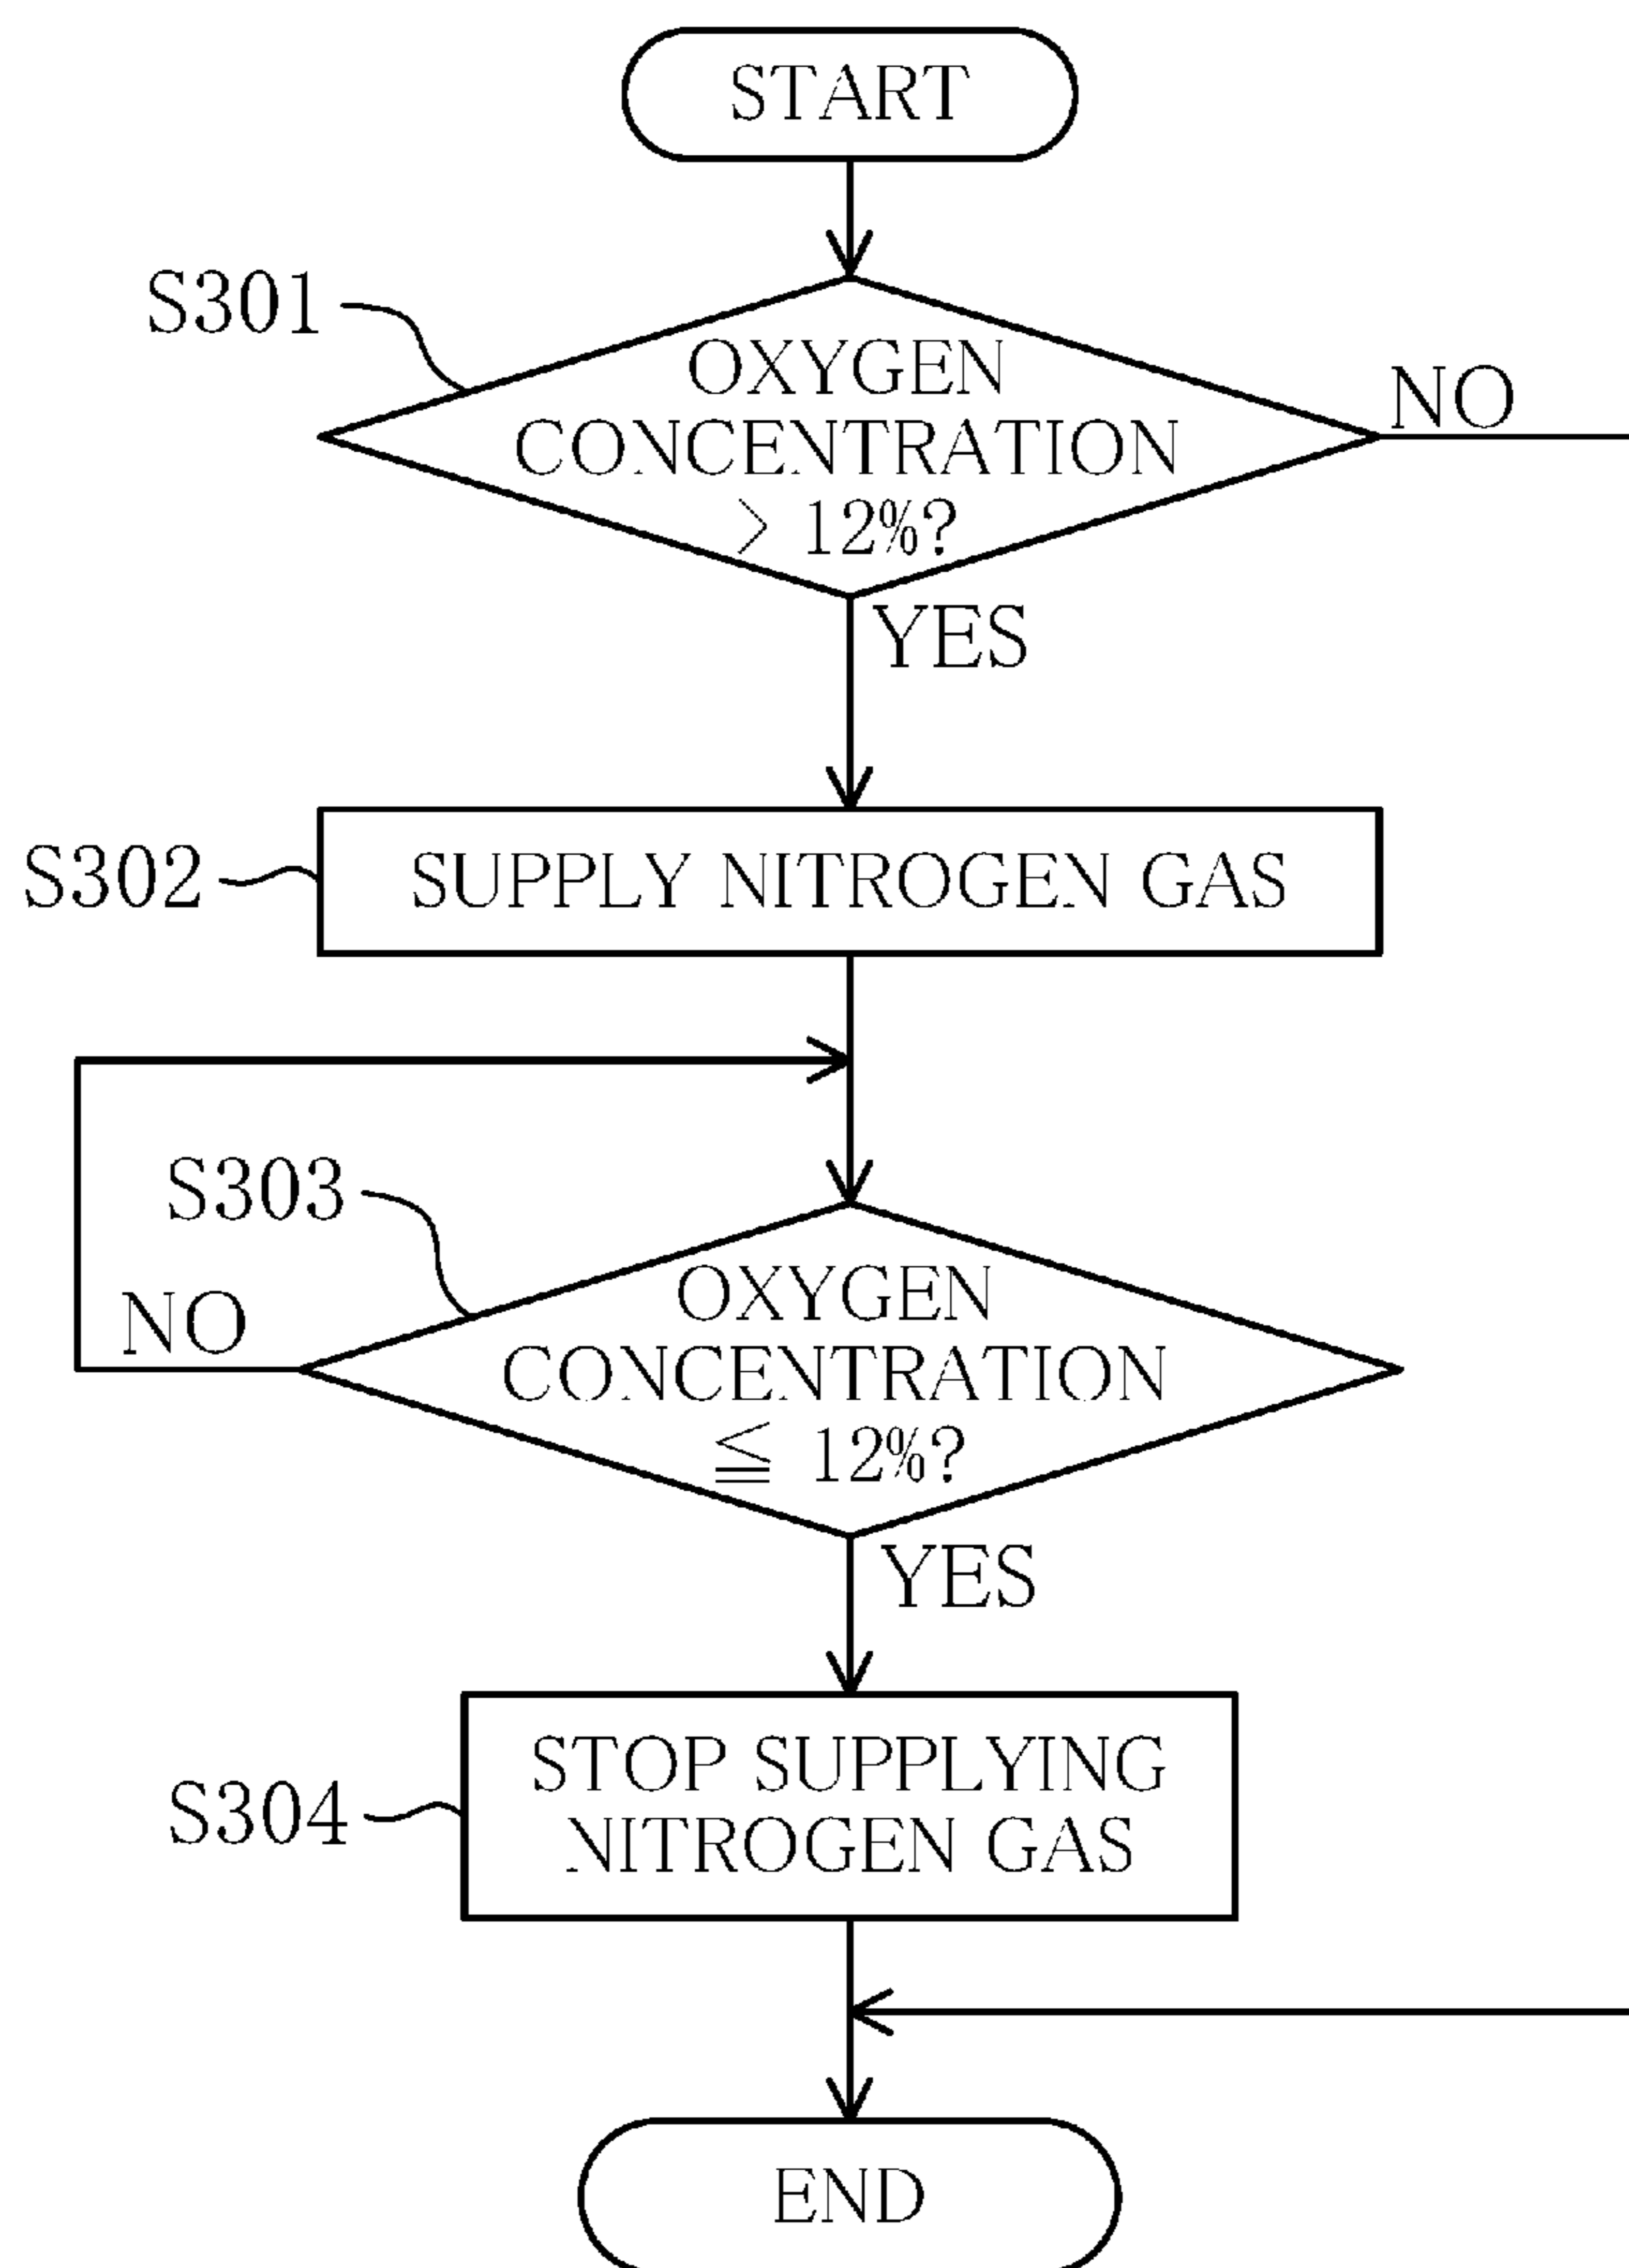 START
S301
OXYGEN
CONCENTRATION
> 12%?
NO
YES
S302
SUPPLY NITROGEN GAS
S303
OXYGEN
CONCENTRATION
≦ 12%?
NO
YES
S304
STOP SUPPLYING
NITROGEN GAS
END